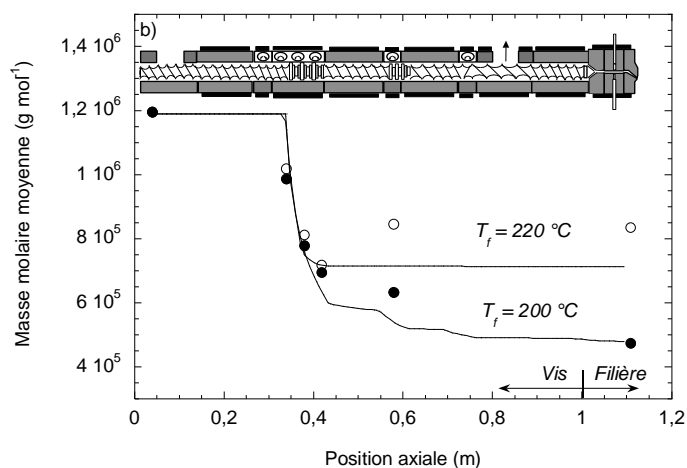 b)
1,4 10⁶
1,2 10⁶
1 10⁶
8 10⁵
6 10⁵
4 10⁵
Masse molaire moyenne (g mol⁻¹)
T_f = 220 °C
T_f = 200 °C
Vis
Filière
0
0,2
0,4
0,6
0,8
1
1,2
Position axiale (m)